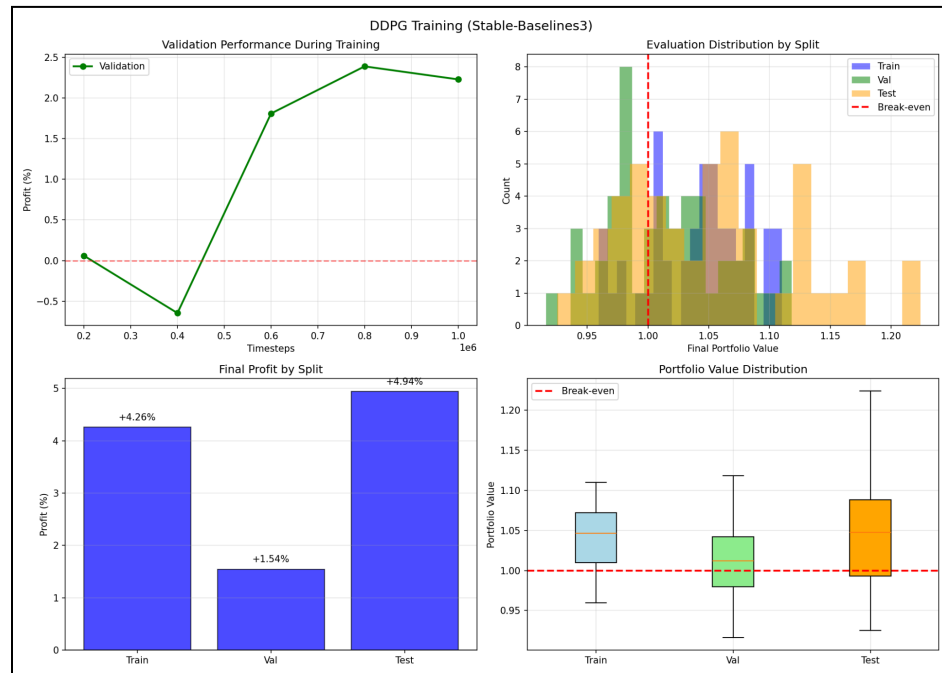 DDPG Training (Stable-Baselines3)
Validation Performance During Training
Validation
2.5
2.0
1.5
1.0
0.5
0.0
−0.5
Profit (%)
0.2 0.3 0.4 0.5 0.6 0.7 0.8 0.9 1.0
Timesteps
1e6
Evaluation Distribution by Split
Train
Val
Test
Break-even
8
7
6
5
4
3
2
1
0
Count
0.95 1.00 1.05 1.10 1.15 1.20
Final Portfolio Value
Final Profit by Split
5
4
3
2
1
0
Profit (%)
+4.26%
+1.54%
+4.94%
Train Val Test
Portfolio Value Distribution
Break-even
1.20
1.15
1.10
1.05
1.00
0.95
Portfolio Value
Train Val Test